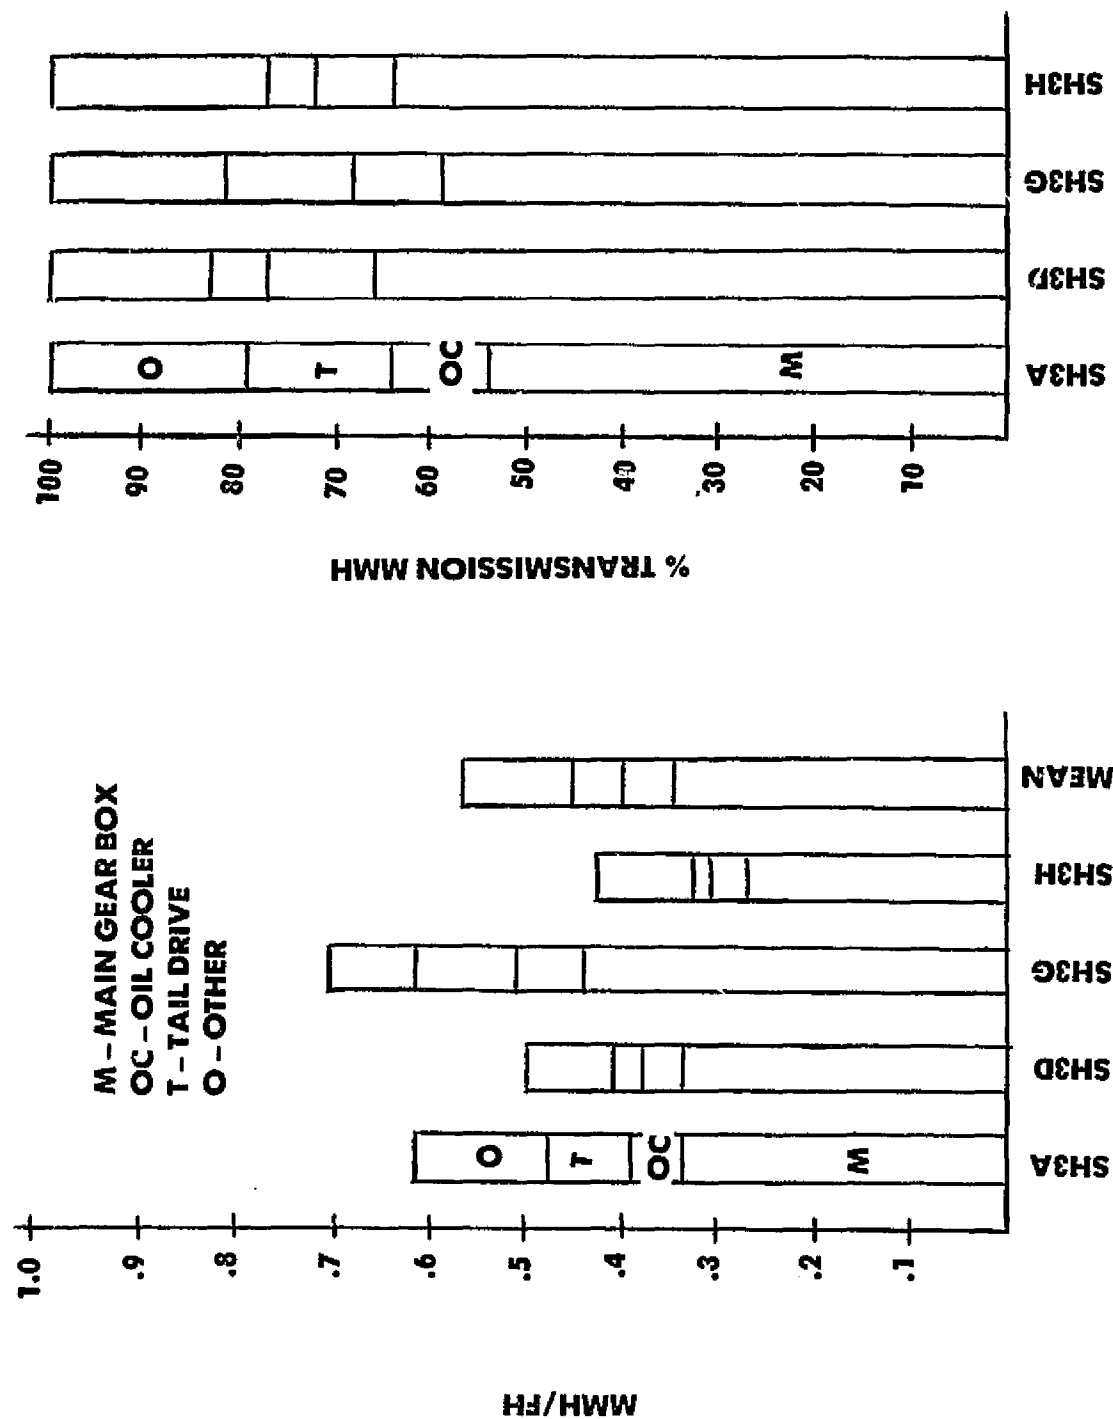 MMH/FH
1.0
.9
.8
.7
.6
.5
.4
.3
.2
.1
M – MAIN GEAR BOX
OC – OIL COOLER
T – TAIL DRIVE
O – OTHER
O
T
OC
M
SH3A
SH3D
SH3G
SH3H
MEAN
% TRANSMISSION MMH
100
90
80
70
60
50
40
30
20
10
O
T
OC
M
SH3A
SH3D
SH3G
SH3H